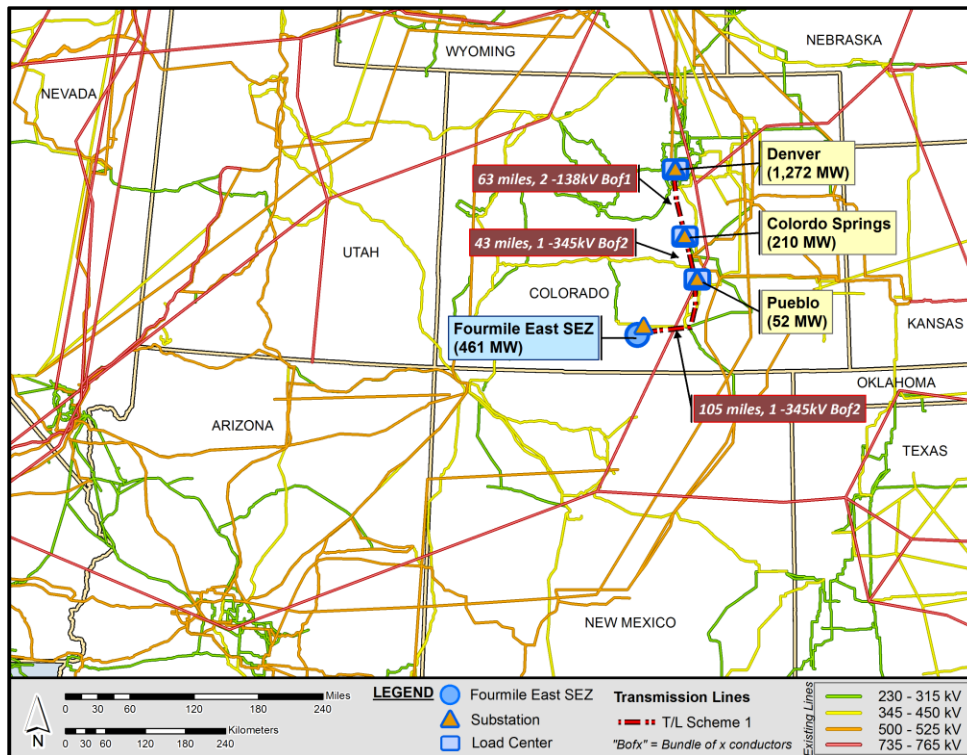 WYOMING
NEBRASKA
NEVADA
Denver
(1,272 MW)
63 miles, 2 -138kV Bof1
Colordo Springs
(210 MW)
43 miles, 1 -345kV Bof2
UTAH
COLORADO
Pueblo
(52 MW)
KANSAS
Fourmile East SEZ
(461 MW)
OKLAHOMA
105 miles, 1 -345kV Bof2
ARIZONA
TEXAS
NEW MEXICO
N
Miles
0 30 60 120 180 240
Kilometers
0 30 60 120 180 240
LEGEND
Fourmile East SEZ
Substation
Load Center
Transmission Lines
T/L Scheme 1
"Bofx" = Bundle of x conductors
Existing Lines
230 - 315 kV
345 - 450 kV
500 - 525 kV
735 - 765 kV